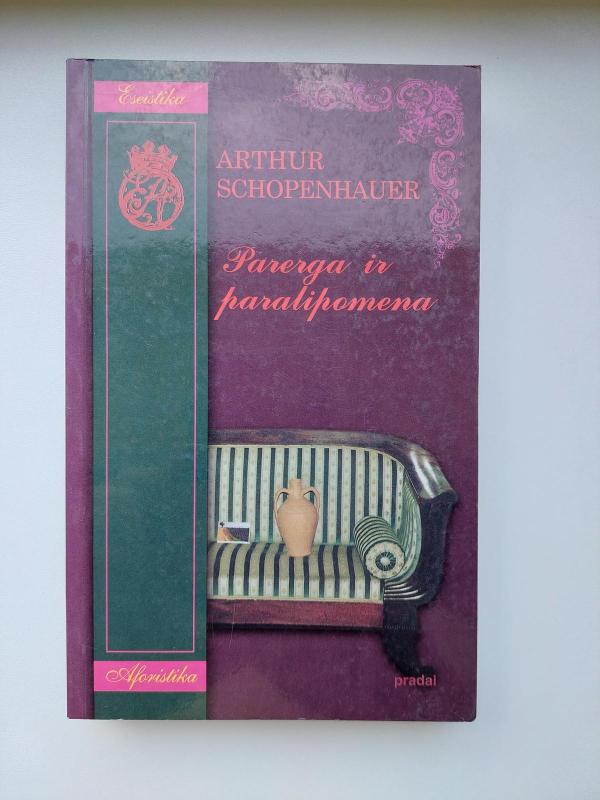 Eseistika
ARTHUR
SCHOPENHAUER
Parerga ir
paralipomena
Aforistika
pradai